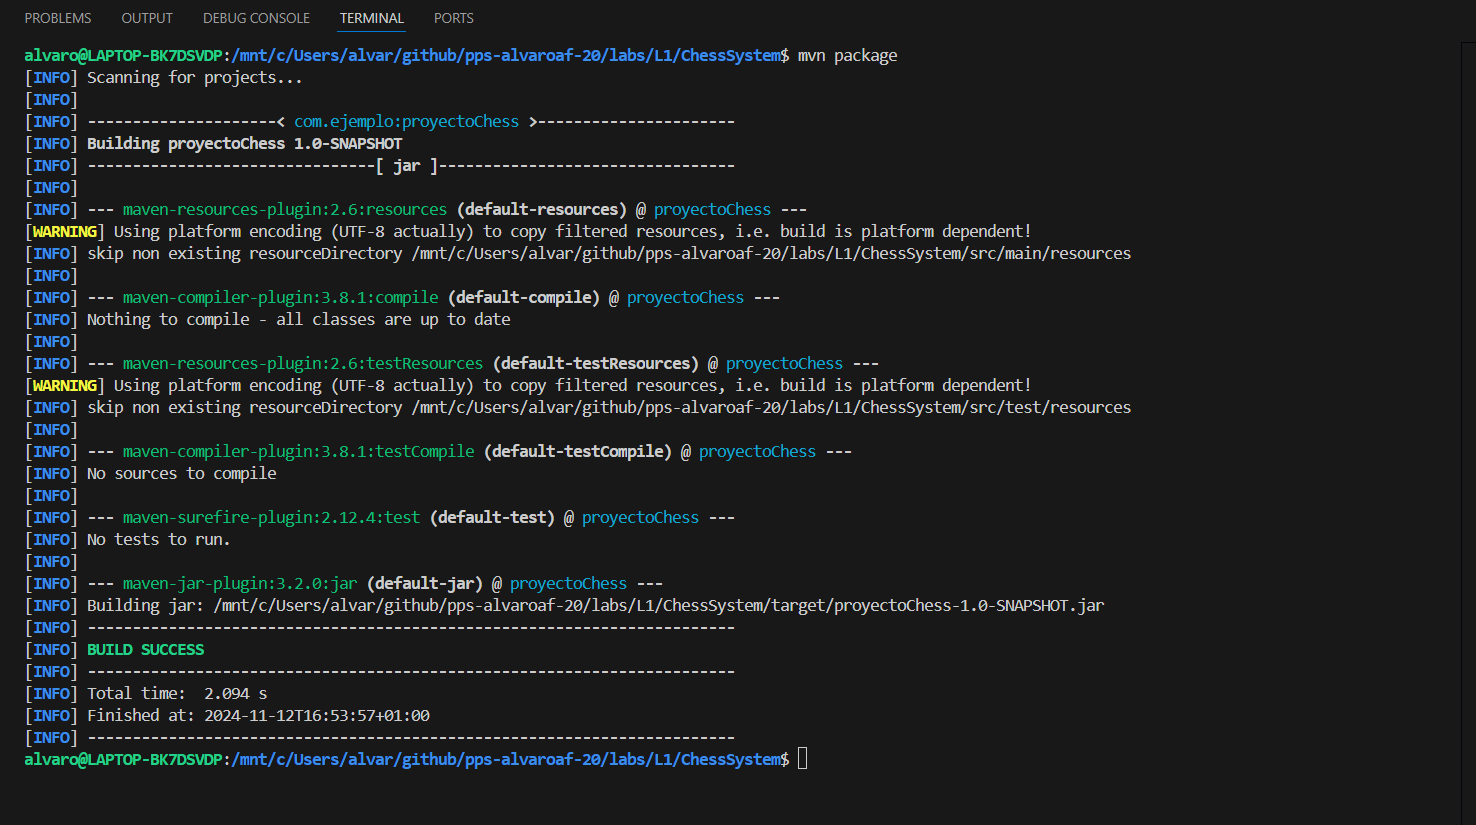 PROBLEMS OUTPUT DEBUG CONSOLE TERMINAL PORTS
alvaro@LAPTOP-BK7DSVDP:/mnt/c/Users/alvar/github/pps-alvaroaf-20/labs/L1/ChessSystem$ mvn package
[INFO] Scanning for projects...
[INFO]
[INFO] ---------------------< com.ejemplo:proyectoChess >----------------------
[INFO] Building proyectoChess 1.0-SNAPSHOT
[INFO] --------------------------------[ jar ]---------------------------------
[INFO]
[INFO] --- maven-resources-plugin:2.6:resources (default-resources) @ proyectoChess ---
[WARNING] Using platform encoding (UTF-8 actually) to copy filtered resources, i.e. build is platform dependent!
[INFO] skip non existing resourceDirectory /mnt/c/Users/alvar/github/pps-alvaroaf-20/labs/L1/ChessSystem/src/main/resources
[INFO]
[INFO] --- maven-compiler-plugin:3.8.1:compile (default-compile) @ proyectoChess ---
[INFO] Nothing to compile - all classes are up to date
[INFO]
[INFO] --- maven-resources-plugin:2.6:testResources (default-testResources) @ proyectoChess ---
[WARNING] Using platform encoding (UTF-8 actually) to copy filtered resources, i.e. build is platform dependent!
[INFO] skip non existing resourceDirectory /mnt/c/Users/alvar/github/pps-alvaroaf-20/labs/L1/ChessSystem/src/test/resources
[INFO]
[INFO] --- maven-compiler-plugin:3.8.1:testCompile (default-testCompile) @ proyectoChess ---
[INFO] No sources to compile
[INFO]
[INFO] --- maven-surefire-plugin:2.12.4:test (default-test) @ proyectoChess ---
[INFO] No tests to run.
[INFO]
[INFO] --- maven-jar-plugin:3.2.0:jar (default-jar) @ proyectoChess ---
[INFO] Building jar: /mnt/c/Users/alvar/github/pps-alvaroaf-20/labs/L1/ChessSystem/target/proyectoChess-1.0-SNAPSHOT.jar
[INFO] ------------------------------------------------------------------------
[INFO] BUILD SUCCESS
[INFO] ------------------------------------------------------------------------
[INFO] Total time:  2.094 s
[INFO] Finished at: 2024-11-12T16:53:57+01:00
[INFO] ------------------------------------------------------------------------
alvaro@LAPTOP-BK7DSVDP:/mnt/c/Users/alvar/github/pps-alvaroaf-20/labs/L1/ChessSystem$